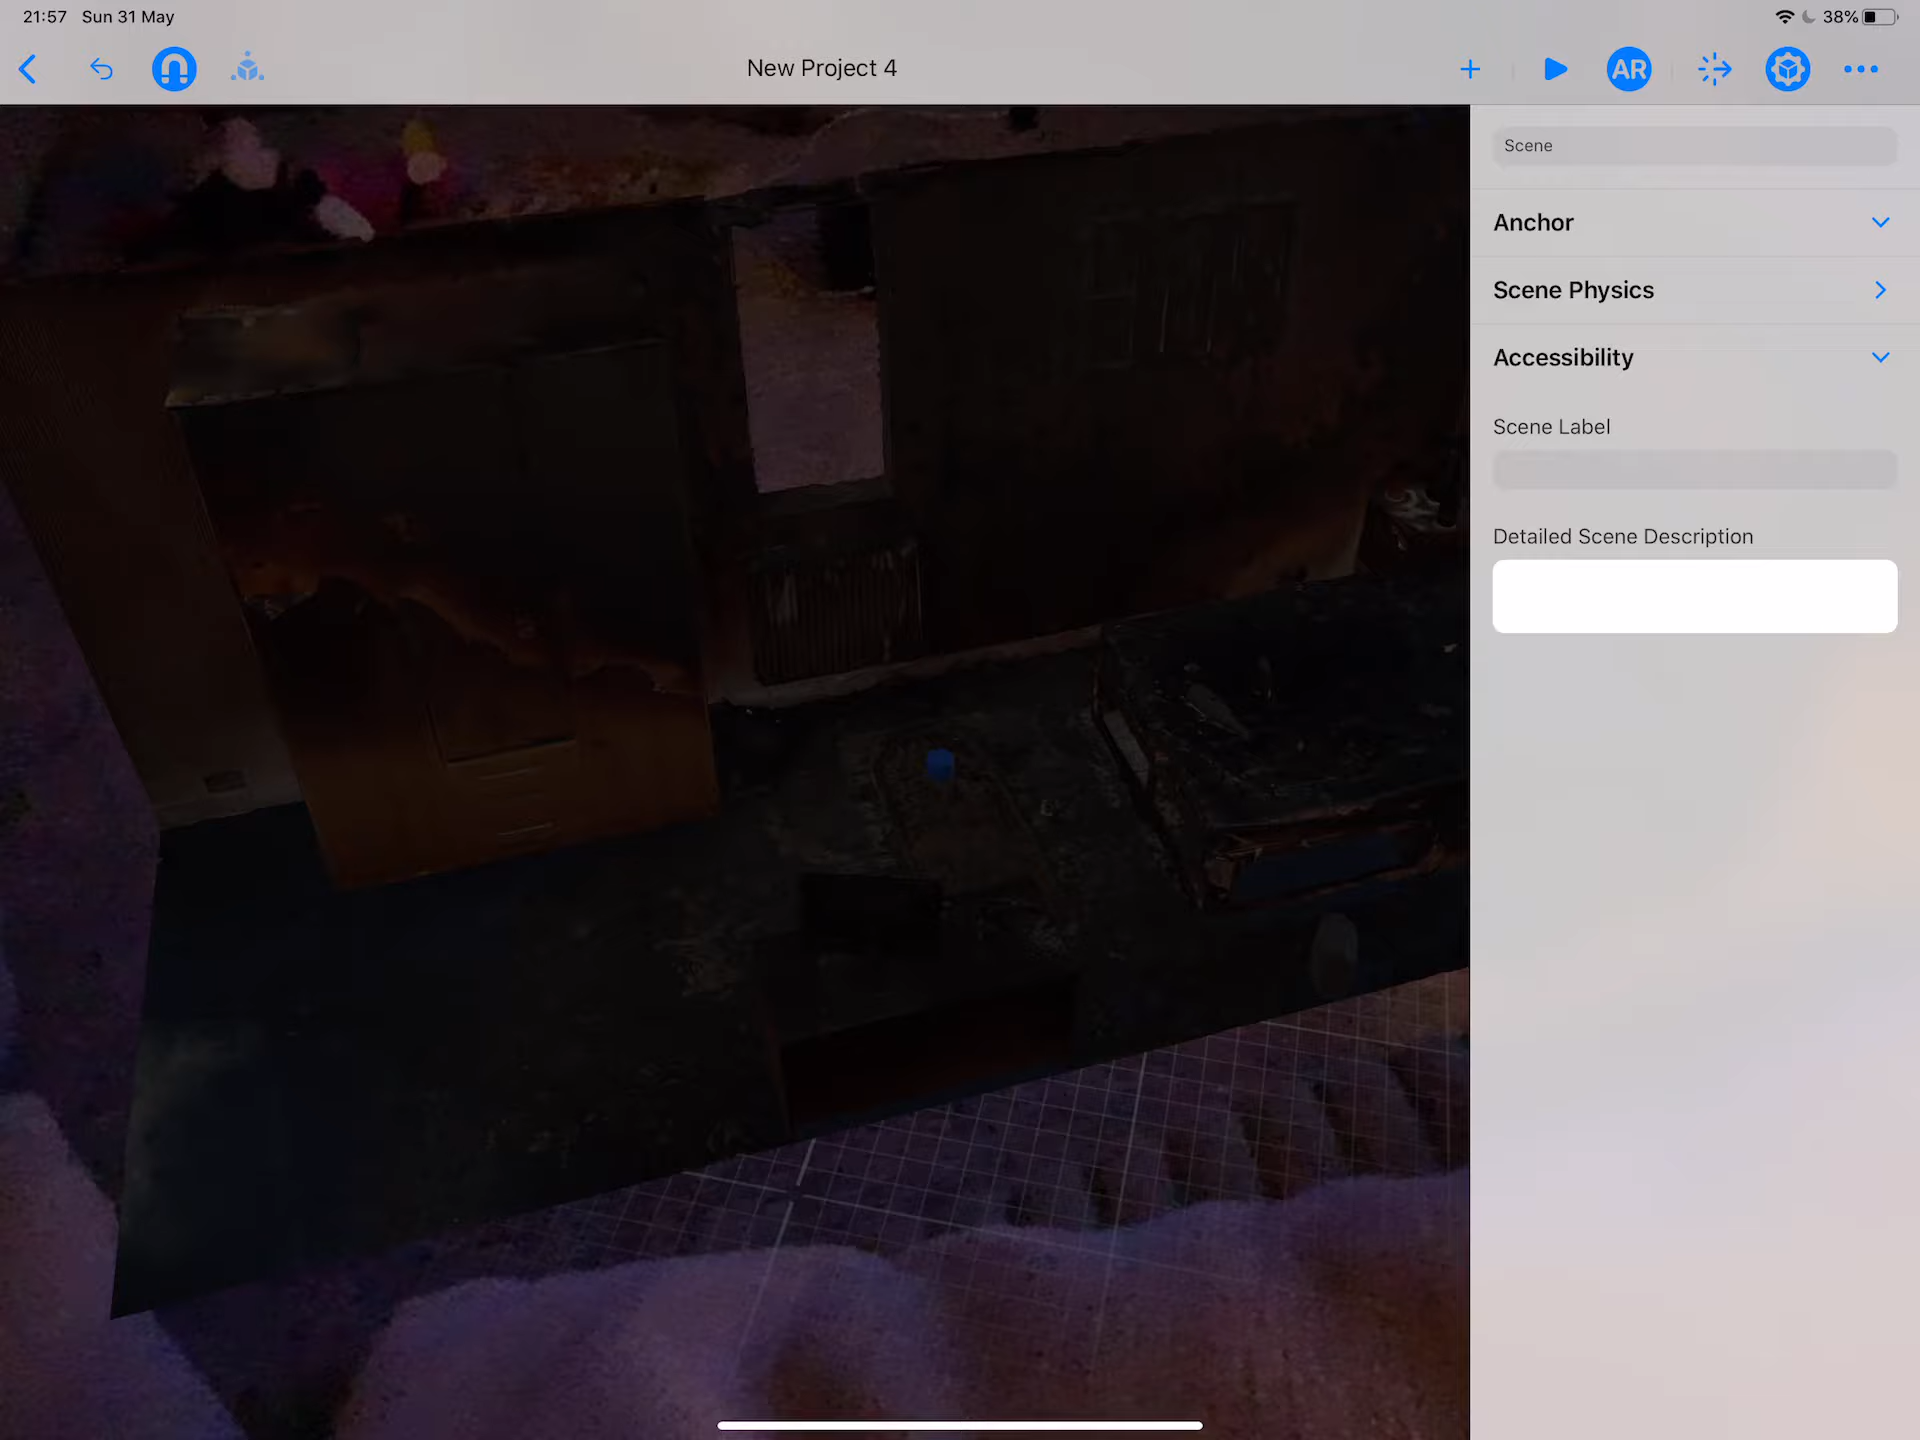 21:57 Sun 31 May
38%
New Project 4
AR
Scene
Anchor
Scene Physics
Accessibility
Scene Label
Detailed Scene Description